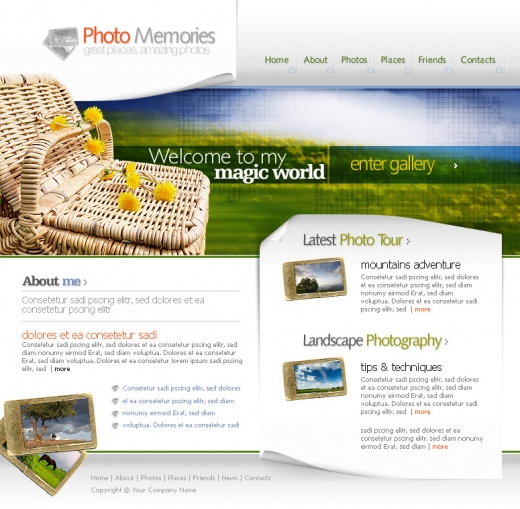 Photo Memories
great places. amazing photos
Home About Photos Places Friends Contacts
Welcome to my
magic world
enter gallery
Latest Photo Tour
mountains adventure
Consetetur sadi pscing elitr, sed dolores
et ea consetetur sadi pscing elitr, sed
diam nonumy eirmod Erat, sed diam
voluptua. Dolores et ea consetetur sadi
pscing elitr, sed | more
About me
Consetetur sadi pscing elitr, sed dolores et ea
consetetur sadi pscing elitr
dolores et ea consetetur sadi
Consetetur sadi pscing elitr, sed dolores et ea consetetur sadi pscing elitr, sed
diam nonumy eirmod Erat, sed diam voluptua. Dolores et ea consetetur sadi pscing
elitr, sed diam voluptua. Dolores et ea consetetur lorem ipsum sadi pscing
elitr, sed | more
Consetetur sadi pscing elitr, sed dolores
et ea consetetur sadi pscing elitr, sed diam
nonumy eirmod Erat, sed diam
voluptua. Dolores et ea consetetur sadi
Landscape Photography
tips & techniques
Consetetur sadi pscing elitr, sed dolores
et ea consetetur sadi pscing elitr, sed
diam nonumy eirmod Erat, sed diam
voluptua. Dolores et ea consetetur sadi
pscing elitr, sed | more
sadi pscing elitr, sed diam nonumy
eirmod Erat, sed diam voluptua. Dolores
et ea consetetur sadi pscing
elitr, sed | more
Home | About | Photos | Places | Friends | News | Contacts
Copyright © Your Company Name